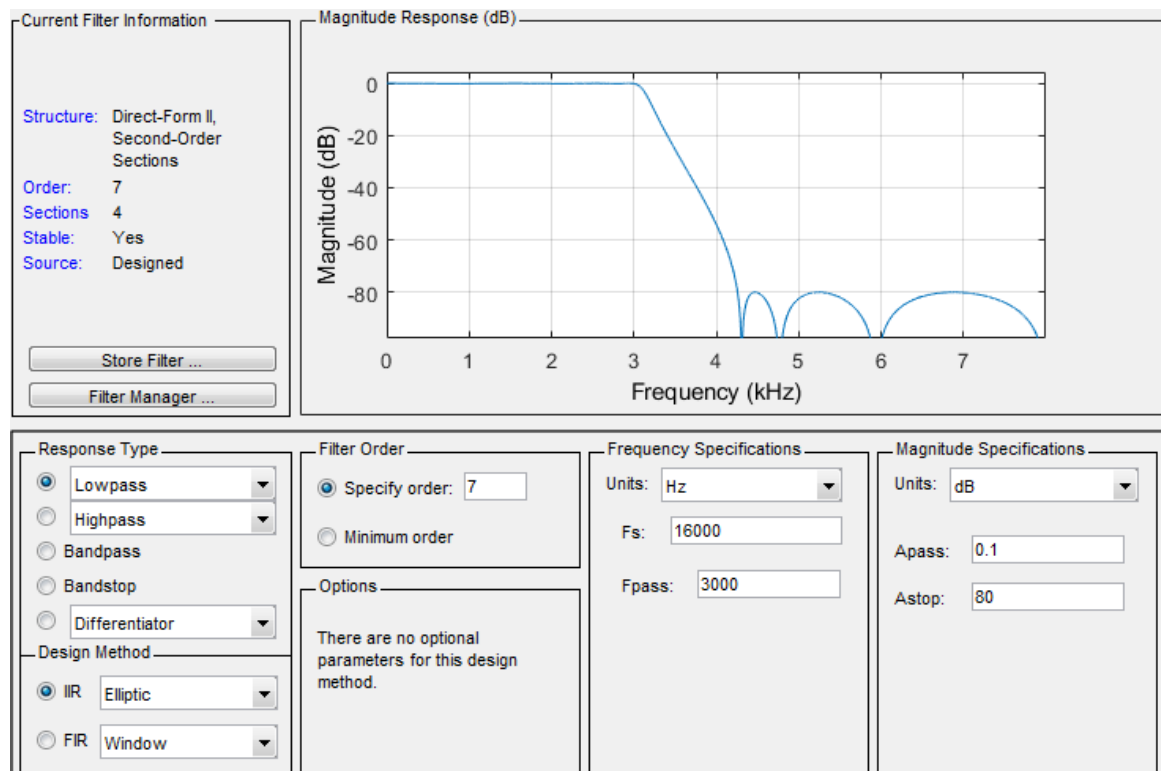 Current Filter Information
Structure: Direct-Form II,
Second-Order
Sections
Order: 7
Sections 4
Stable: Yes
Source: Designed
Store Filter ...
Filter Manager ...
Magnitude Response (dB)
Magnitude (dB)
0
-20
-40
-60
-80
0 1 2 3 4 5 6 7
Frequency (kHz)
Response Type
Lowpass
Highpass
Bandpass
Bandstop
Differentiator
Design Method
IIR Elliptic
FIR Window
Filter Order
Specify order: 7
Minimum order
Options
There are no optional
parameters for this design
method.
Frequency Specifications
Units: Hz
Fs: 16000
Fpass: 3000
Magnitude Specifications
Units: dB
Apass: 0.1
Astop: 80